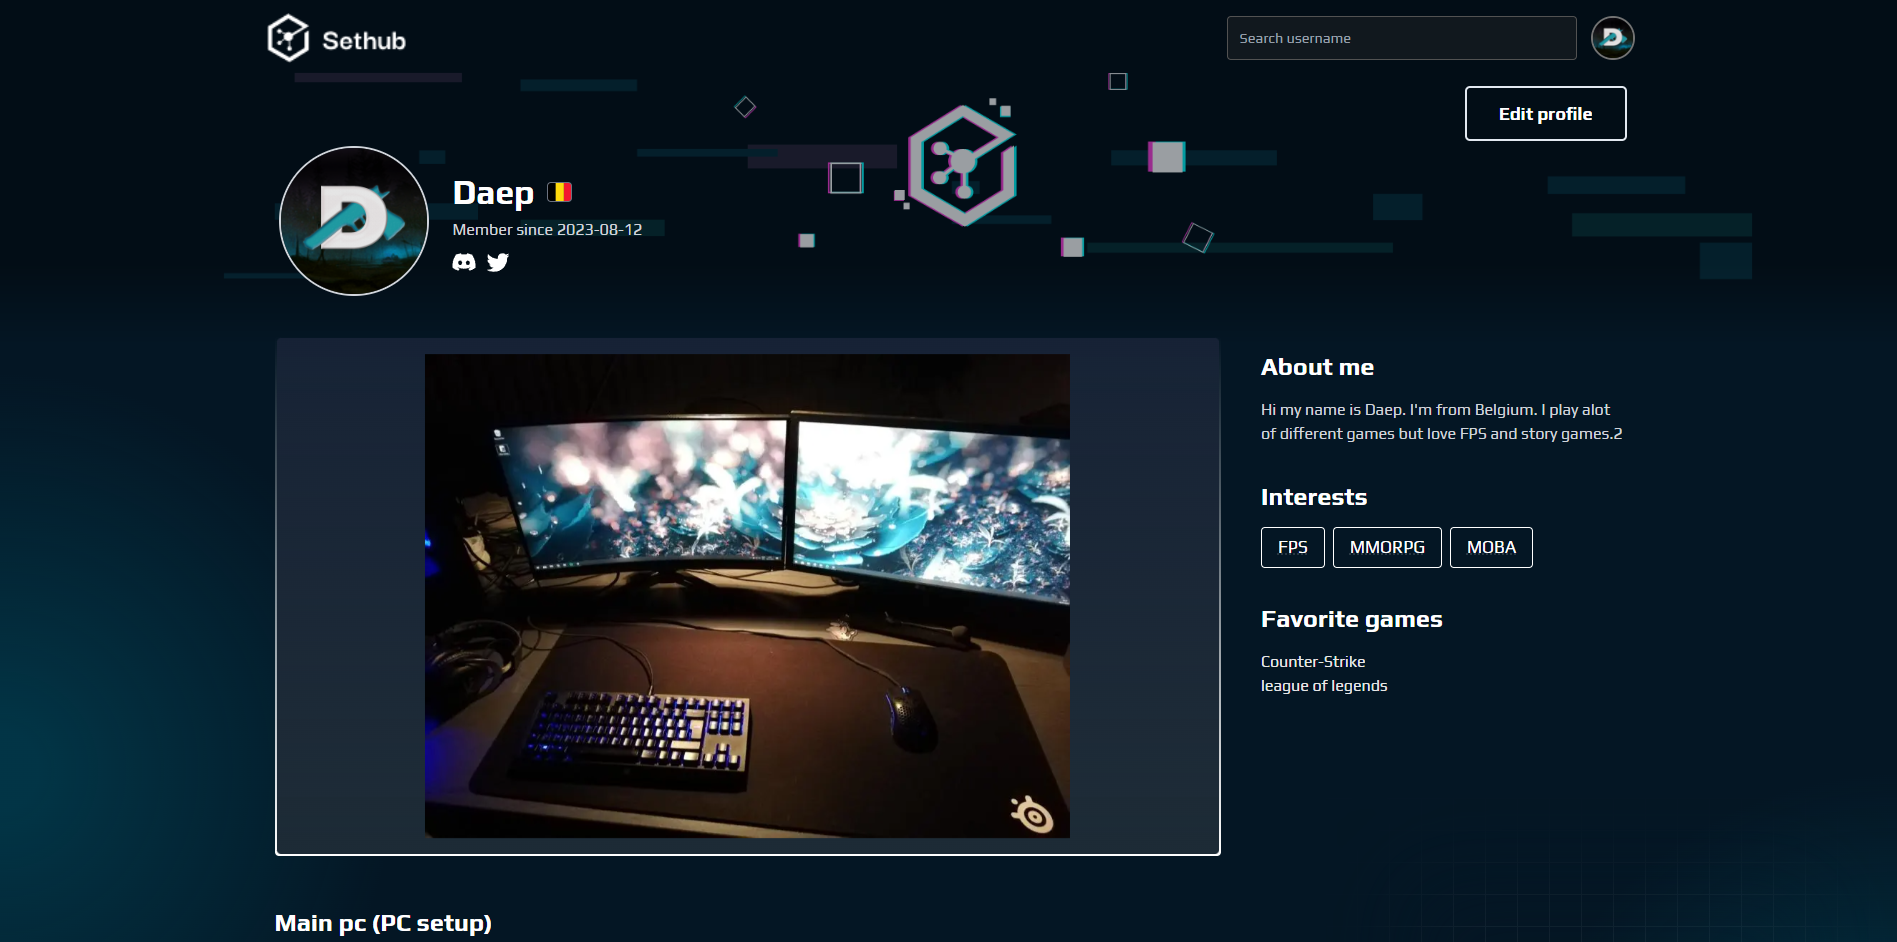 Sethub
Search username
Edit profile
Daep
Member since 2023-08-12
About me
Hi my name is Daep. I'm from Belgium. I play alot
of different games but love FPS and story games.2
Interests
FPS
MMORPG
MOBA
Favorite games
Counter-Strike
league of legends
Main pc (PC setup)